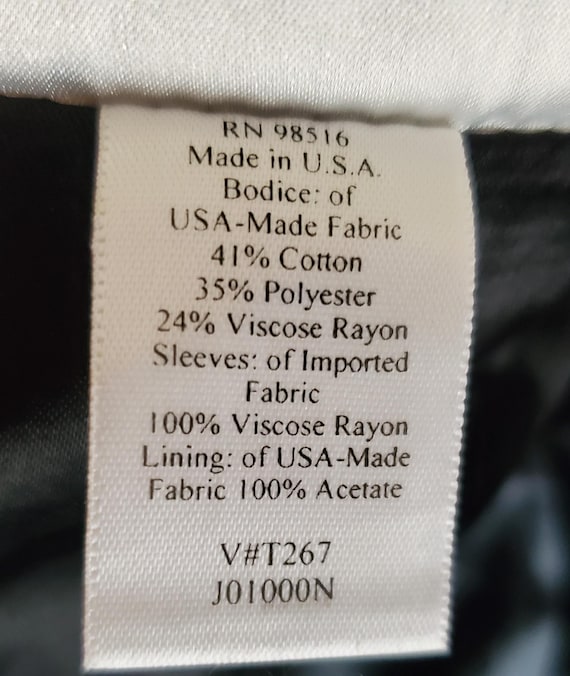 RN 98516
Made in U.S.A.
Bodice: of
USA-Made Fabric
41% Cotton
35% Polyester
24% Viscose Rayon
Sleeves: of Imported
Fabric
100% Viscose Rayon
Lining: of USA-Made
Fabric 100% Acetate
V#T267
J01000N